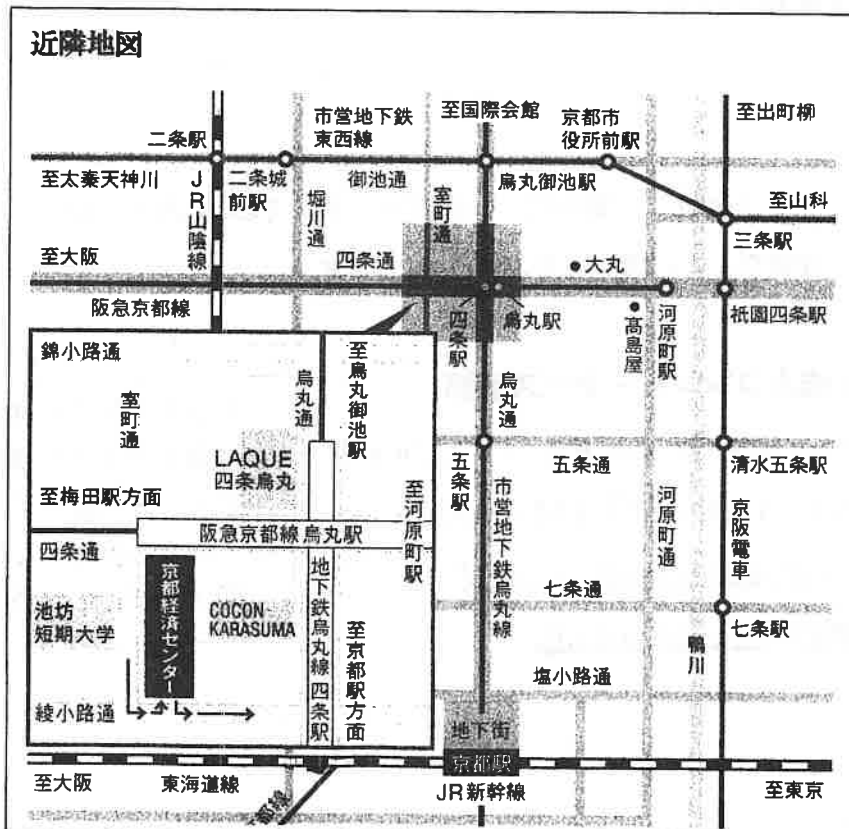 近隣地図
市営地下鉄
東西線
至国際会館
京都市
役所前駅
至出町柳
二条駅
至太秦天神川
二条城
前駅
御池通
烏丸御池駅
至山科
JR山陰線
堀川通
室町通
三条駅
至大阪
四条通
大丸
阪急京都線
四条駅
烏丸駅
髙島屋
河原町駅
祇園四条駅
烏丸通
五条駅
五条通
清水五条駅
市営地下鉄烏丸線
河原町通
京阪電車
七条通
七条駅
鴨川
塩小路通
地下街
京都駅
JR新幹線
至大阪
東海道線
至東京
都線
錦小路通
室町通
烏丸通
至烏丸御池駅
LAQUE
四条烏丸
至梅田駅方面
至河原町駅
阪急京都線 烏丸駅
四条通
京都経済センター
池坊
短期大学
COCON-
KARASUMA
地下鉄烏丸線 四条駅
至京都駅方面
綾小路通